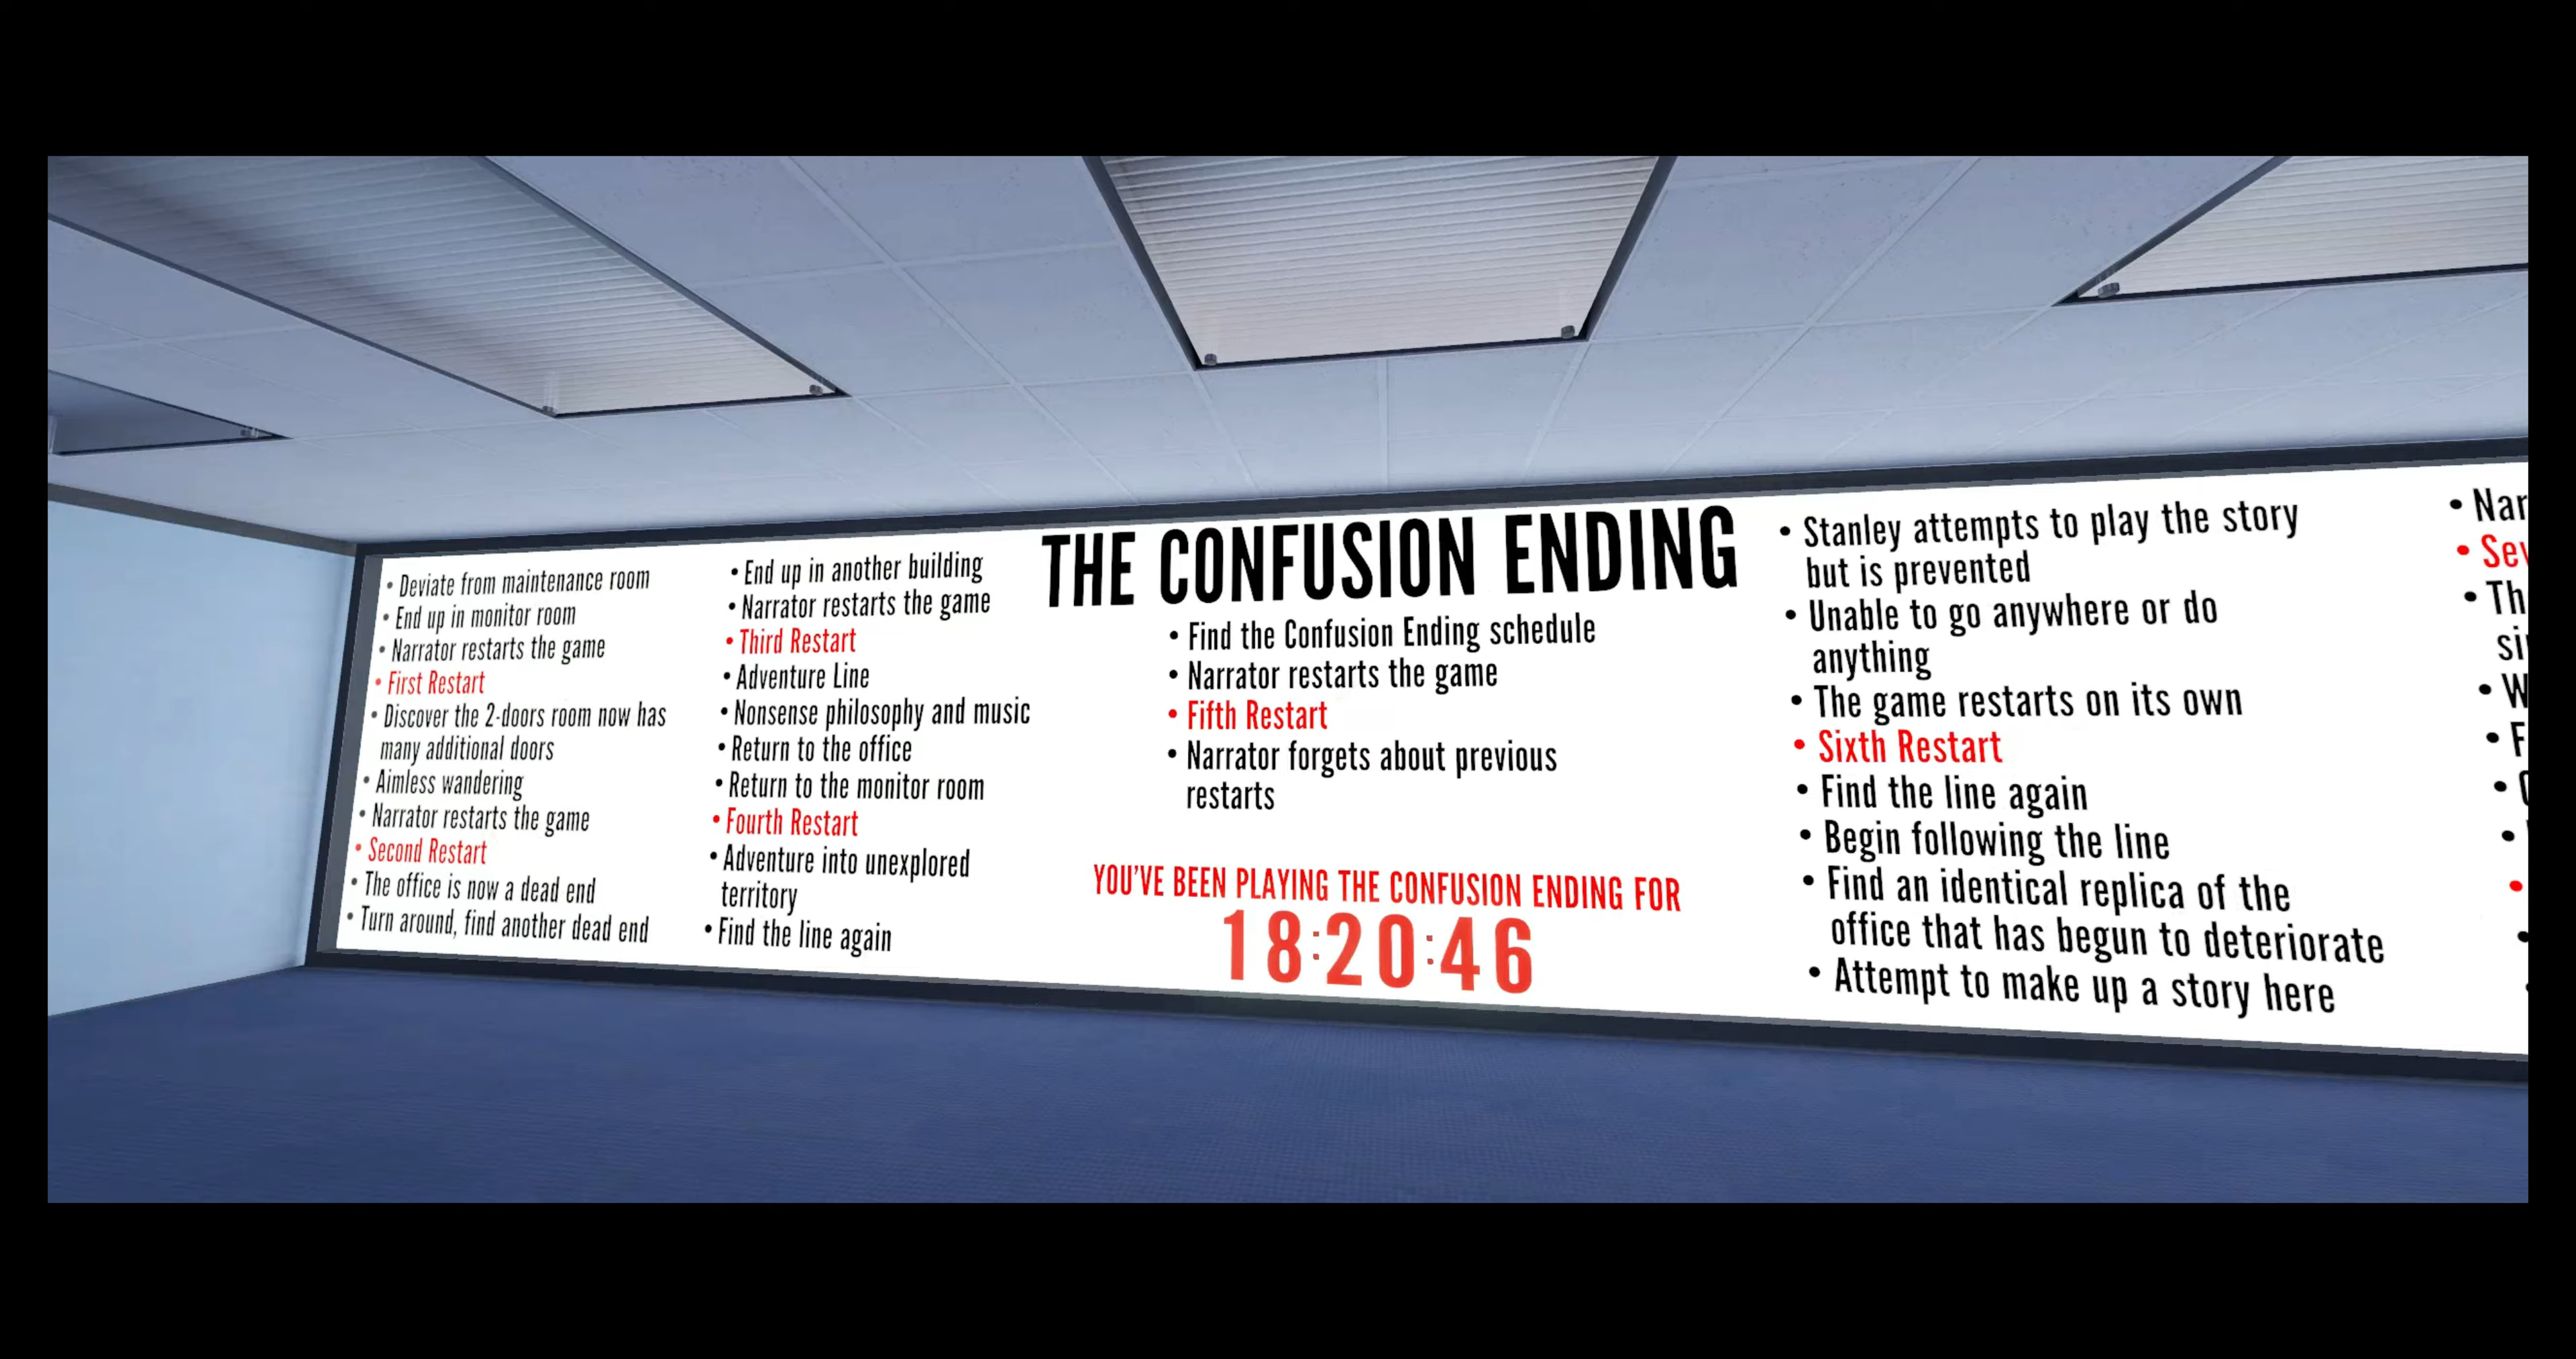 • Deviate from maintenance room
• End up in monitor room
• Narrator restarts the game
• First Restart
• Discover the 2-doors room now has
many additional doors
• Aimless wandering
• Narrator restarts the game
• Second Restart
• The office is now a dead end
• Turn around, find another dead end
• End up in another building
• Narrator restarts the game
• Third Restart
• Adventure Line
• Nonsense philosophy and music
• Return to the office
• Return to the monitor room
• Fourth Restart
• Adventure into unexplored
territory
• Find the line again
THE CONFUSION ENDING
• Find the Confusion Ending schedule
• Narrator restarts the game
• Fifth Restart
• Narrator forgets about previous
restarts
YOU'VE BEEN PLAYING THE CONFUSION ENDING FOR
18:20:46
• Stanley attempts to play the story
but is prevented
• Unable to go anywhere or do
anything
• The game restarts on its own
• Sixth Restart
• Find the line again
• Begin following the line
• Find an identical replica of the
office that has begun to deteriorate
• Attempt to make up a story here